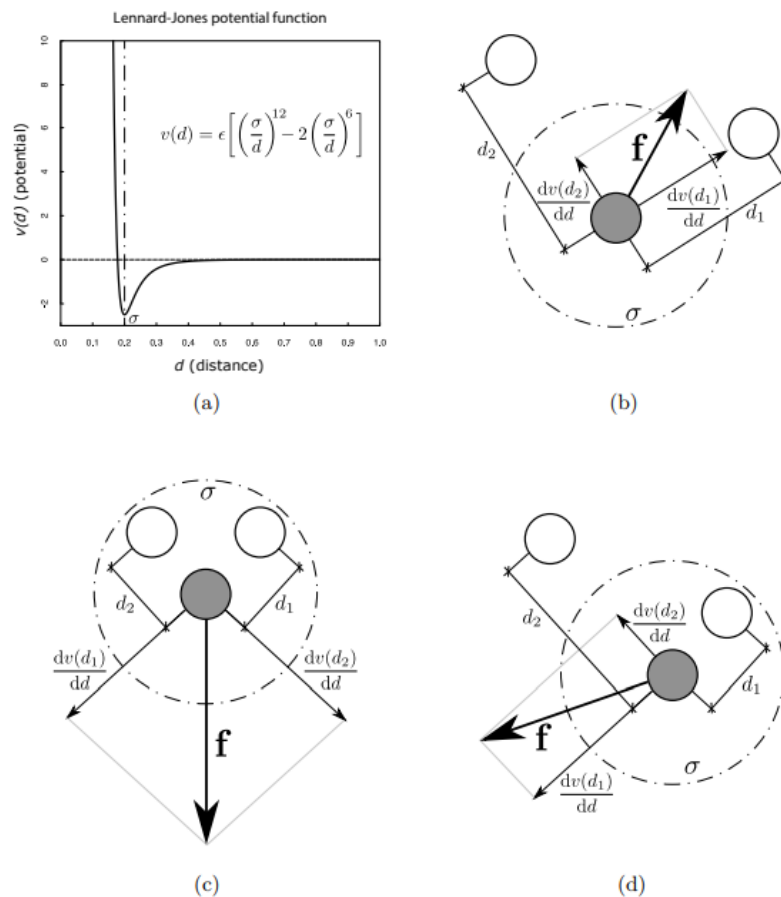 Lennard-Jones potential function
v(d) (potential)
10
8
6
4
2
0
-2
v(d) = ϵ[(σ/d)^12 − 2(σ/d)^6]
σ
0.0 0.1 0.2 0.3 0.4 0.5 0.6 0.7 0.8 0.9 1.0
d (distance)
(a)
f
d2
dv(d2)/dd
dv(d1)/dd
d1
σ
(b)
σ
d2
d1
dv(d1)/dd
dv(d2)/dd
f
(c)
d2
dv(d2)/dd
d1
f
σ
dv(d1)/dd
(d)